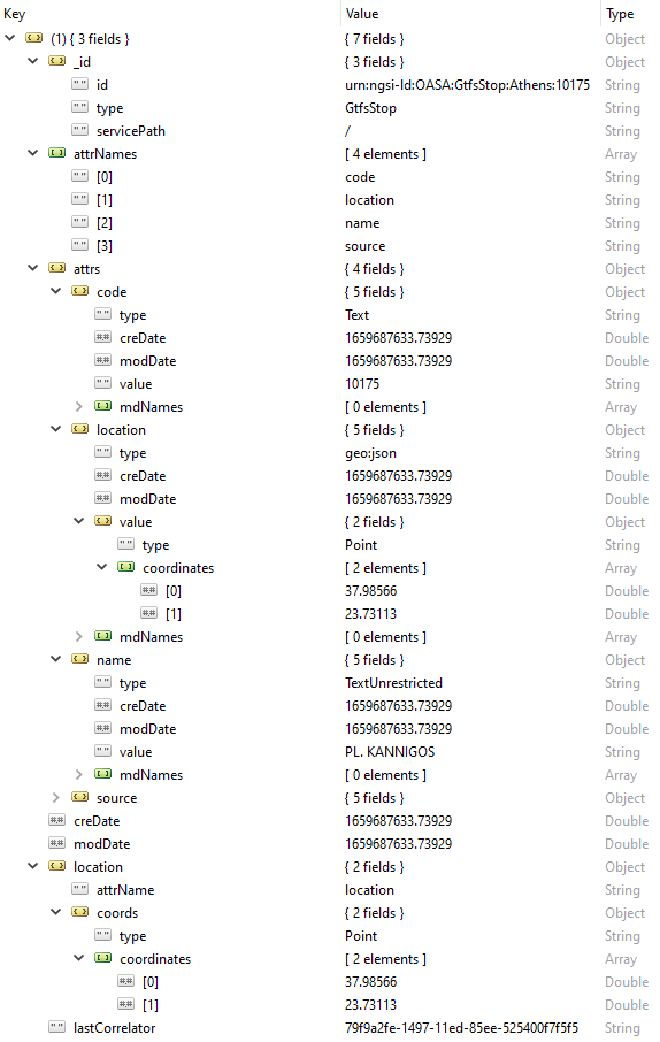 Key Value Type
(1) { 3 fields } { 7 fields } Object
_id { 3 fields } Object
" " id urn:ngsi-ld:OASA:GtfsStop:Athens:10175 String
" " type GtfsStop String
" " servicePath / String
attrNames [ 4 elements ] Array
" " [0] code String
" " [1] location String
" " [2] name String
" " [3] source String
attrs { 4 fields } Object
code { 5 fields } Object
" " type Text String
#.# creDate 1659687633.73929 Double
#.# modDate 1659687633.73929 Double
" " value 10175 String
mdNames [ 0 elements ] Array
location { 5 fields } Object
" " type geo:json String
#.# creDate 1659687633.73929 Double
#.# modDate 1659687633.73929 Double
value { 2 fields } Object
" " type Point String
coordinates [ 2 elements ] Array
#.# [0] 37.98566 Double
#.# [1] 23.73113 Double
mdNames [ 0 elements ] Array
name { 5 fields } Object
" " type TextUnrestricted String
#.# creDate 1659687633.73929 Double
#.# modDate 1659687633.73929 Double
" " value PL. KANNIGOS String
mdNames [ 0 elements ] Array
source { 5 fields } Object
#.# creDate 1659687633.73929 Double
#.# modDate 1659687633.73929 Double
location { 2 fields } Object
" " attrName location String
coords { 2 fields } Object
" " type Point String
coordinates [ 2 elements ] Array
#.# [0] 37.98566 Double
#.# [1] 23.73113 Double
" " lastCorrelator 79f9a2fe-1497-11ed-85ee-525400f7f5f5 String